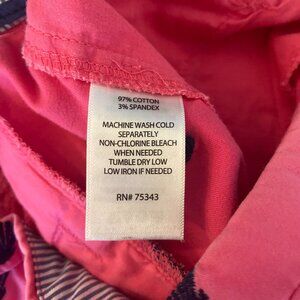 97% COTTON
3% SPANDEX
MACHINE WASH COLD
SEPARATELY
NON-CHLORINE BLEACH
WHEN NEEDED
TUMBLE DRY LOW
LOW IRON IF NEEDED
RN# 75343